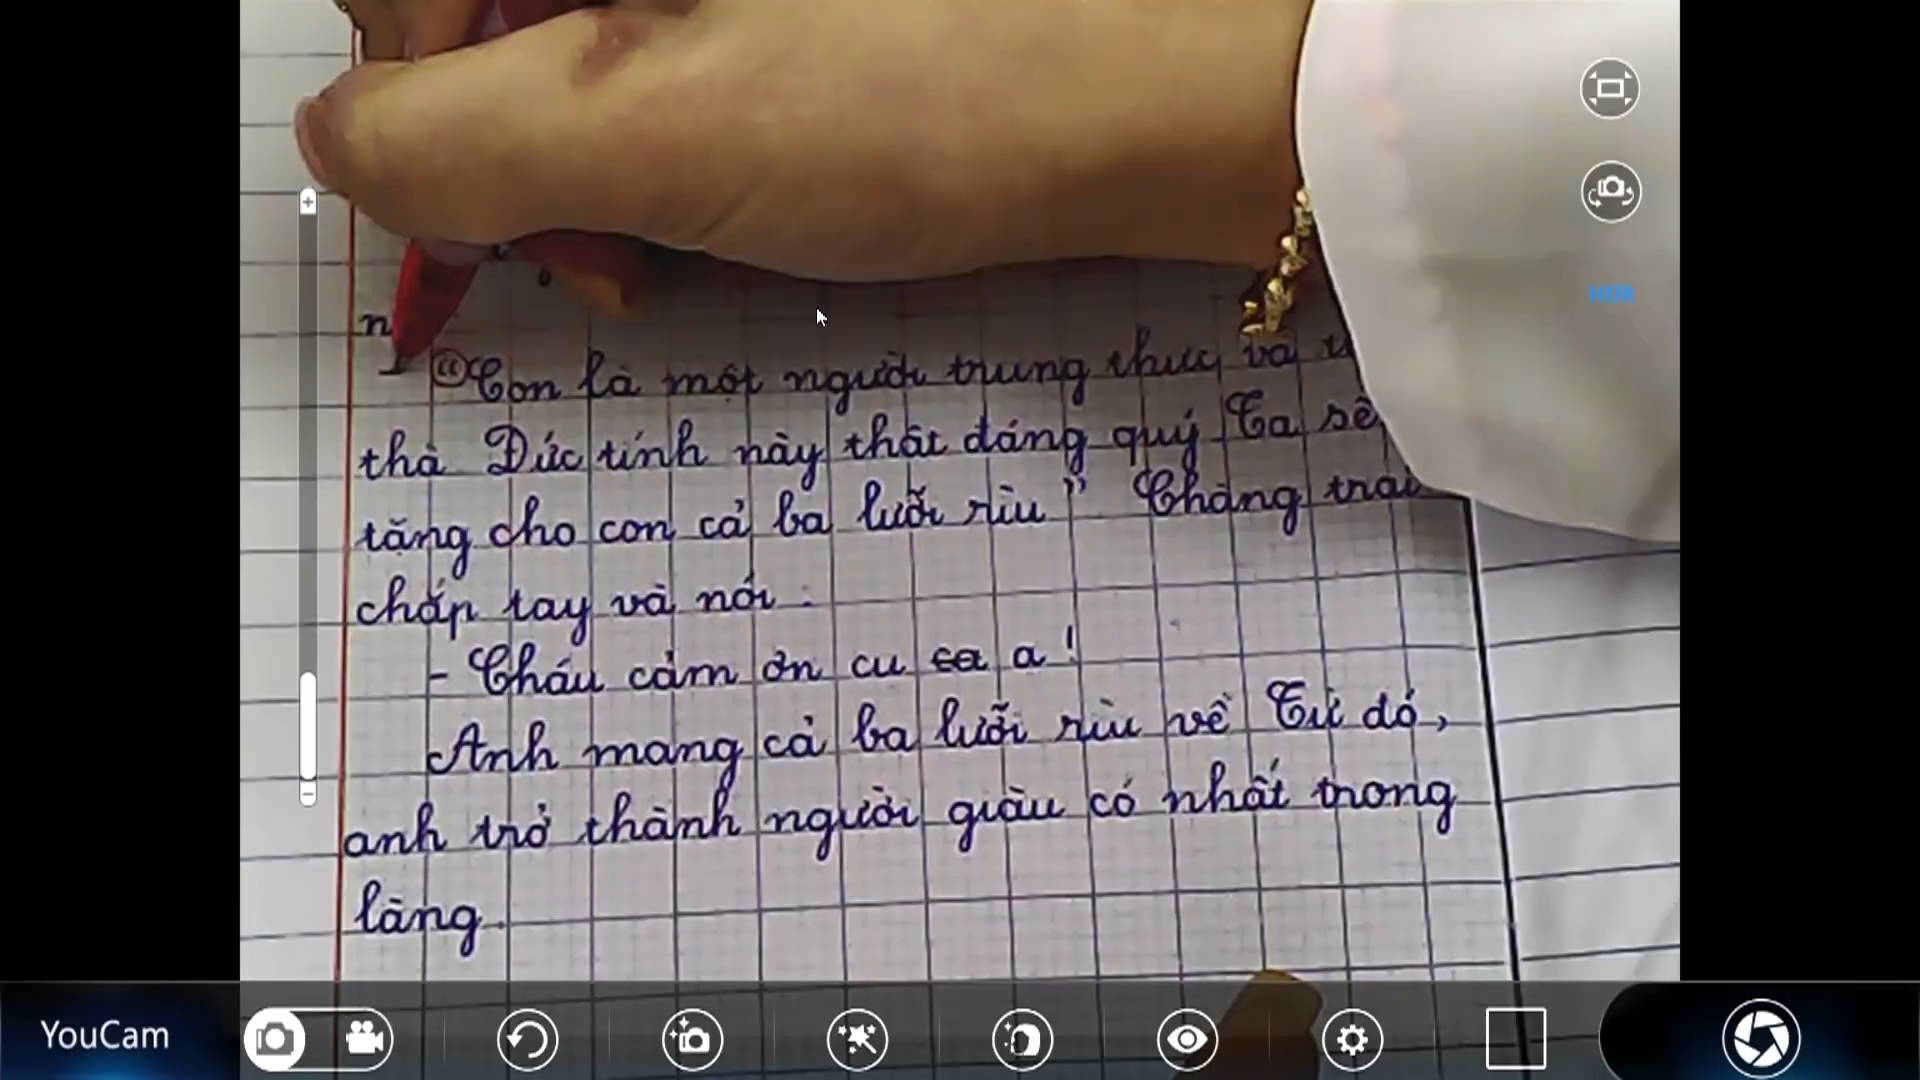 HDR
n
“Con là một người trung thực và
thà Đức tính này thật đáng quý Ta sẽ
tặng cho con cả ba lưỡi rìu” Chàng trai
chắp tay và nói :
- Cháu cảm ơn cụ ạ !
Anh mang cả ba lưỡi rìu về Từ đó,
anh trở thành người giàu có nhất trong
làng.
YouCam